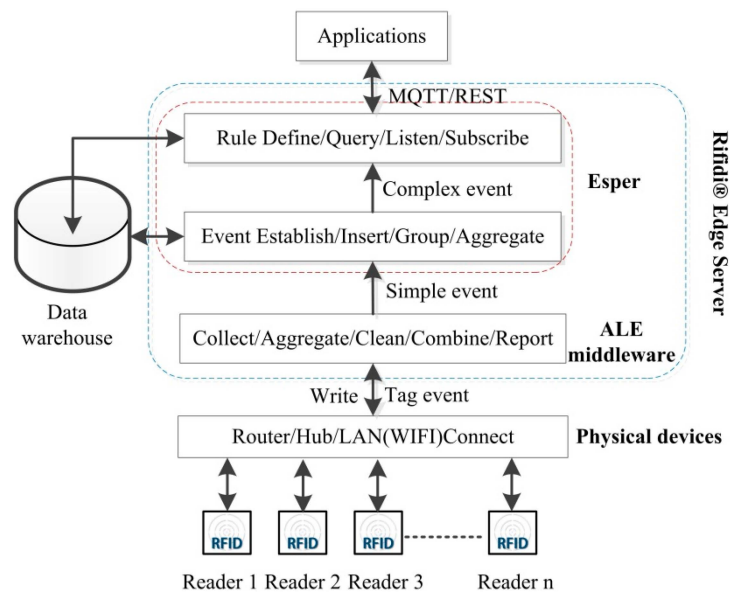 Applications
MQTT/REST
Rule Define/Query/Listen/Subscribe
Complex event
Esper
Rifidi® Edge Server
Event Establish/Insert/Group/Aggregate
Simple event
Data
warehouse
Collect/Aggregate/Clean/Combine/Report
ALE
middleware
Write
Tag event
Router/Hub/LAN(WIFI)Connect
Physical devices
RFID
RFID
RFID
RFID
Reader 1
Reader 2
Reader 3
Reader n